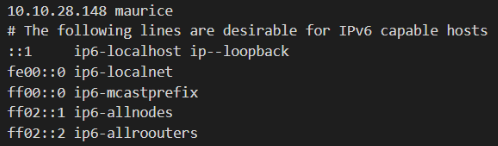 10.10.28.148 maurice
# The following lines are desirable for IPv6 capable hosts
::1     ip6-localhost ip--loopback
fe00::0 ip6-localnet
ff00::0 ip6-mcastprefix
ff02::1 ip6-allnodes
ff02::2 ip6-allroouters